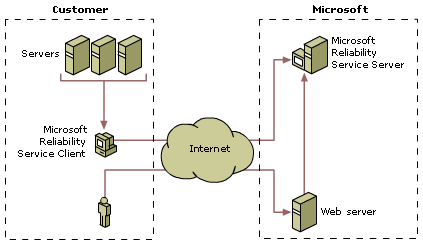 Customer
Microsoft
Servers
Microsoft
Reliability
Service Server
Microsoft
Reliability
Service Client
Internet
Web server